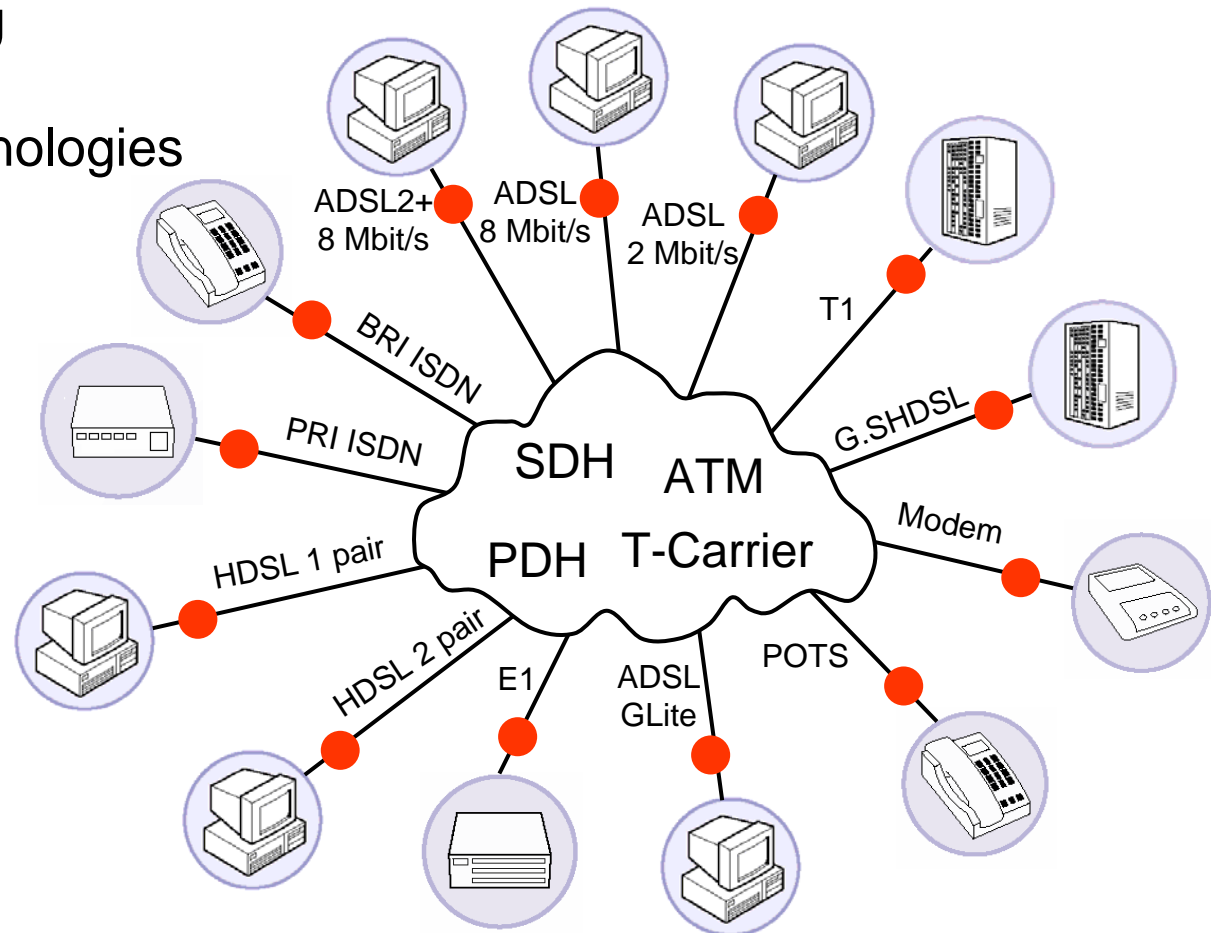 nologies
ADSL2+
8 Mbit/s
ADSL
8 Mbit/s
ADSL
2 Mbit/s
T1
BRI ISDN
G.SHDSL
PRI ISDN
SDH
ATM
Modem
PDH
T-Carrier
HDSL 1 pair
HDSL 2 pair
E1
ADSL
GLite
POTS